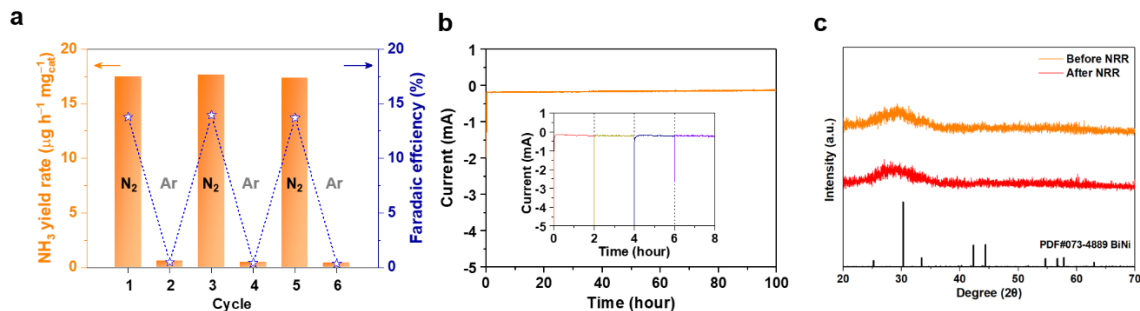 a
20
15
10
5
0
NH₃ yield rate (μg h⁻¹ mg⁻¹cat)
N₂
Ar
N₂
Ar
N₂
Ar
1 2 3 4 5 6
Cycle
20
15
10
5
0
Faradaic effciency (%)
b
1
0
-1
-2
-3
-4
-5
Current (mA)
0 20 40 60 80 100
Time (hour)
1
0
-1
-2
-3
-4
-5
Current (mA)
0 2 4 6 8
Time (hour)
c
Before NRR
After NRR
Intensity (a.u.)
PDF#073-4889 BiNi
20 30 40 50 60 70
Degree (2θ)